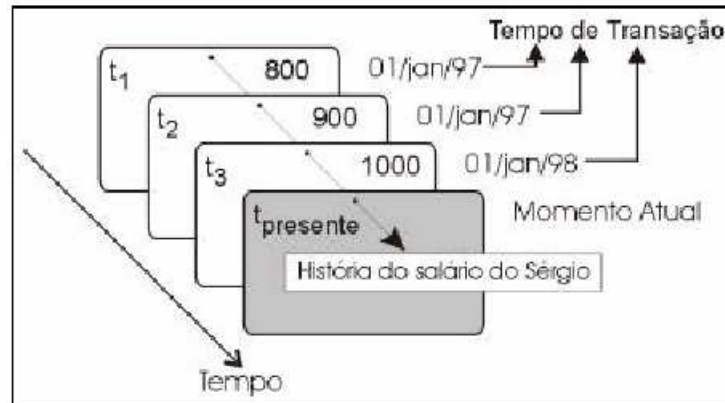 Tempo de Transação
t1 800 01/jan/97
t2 900 01/jan/97
t3 1000 01/jan/98
tpresente Momento Atual
História do salário do Sérgio
Tempo